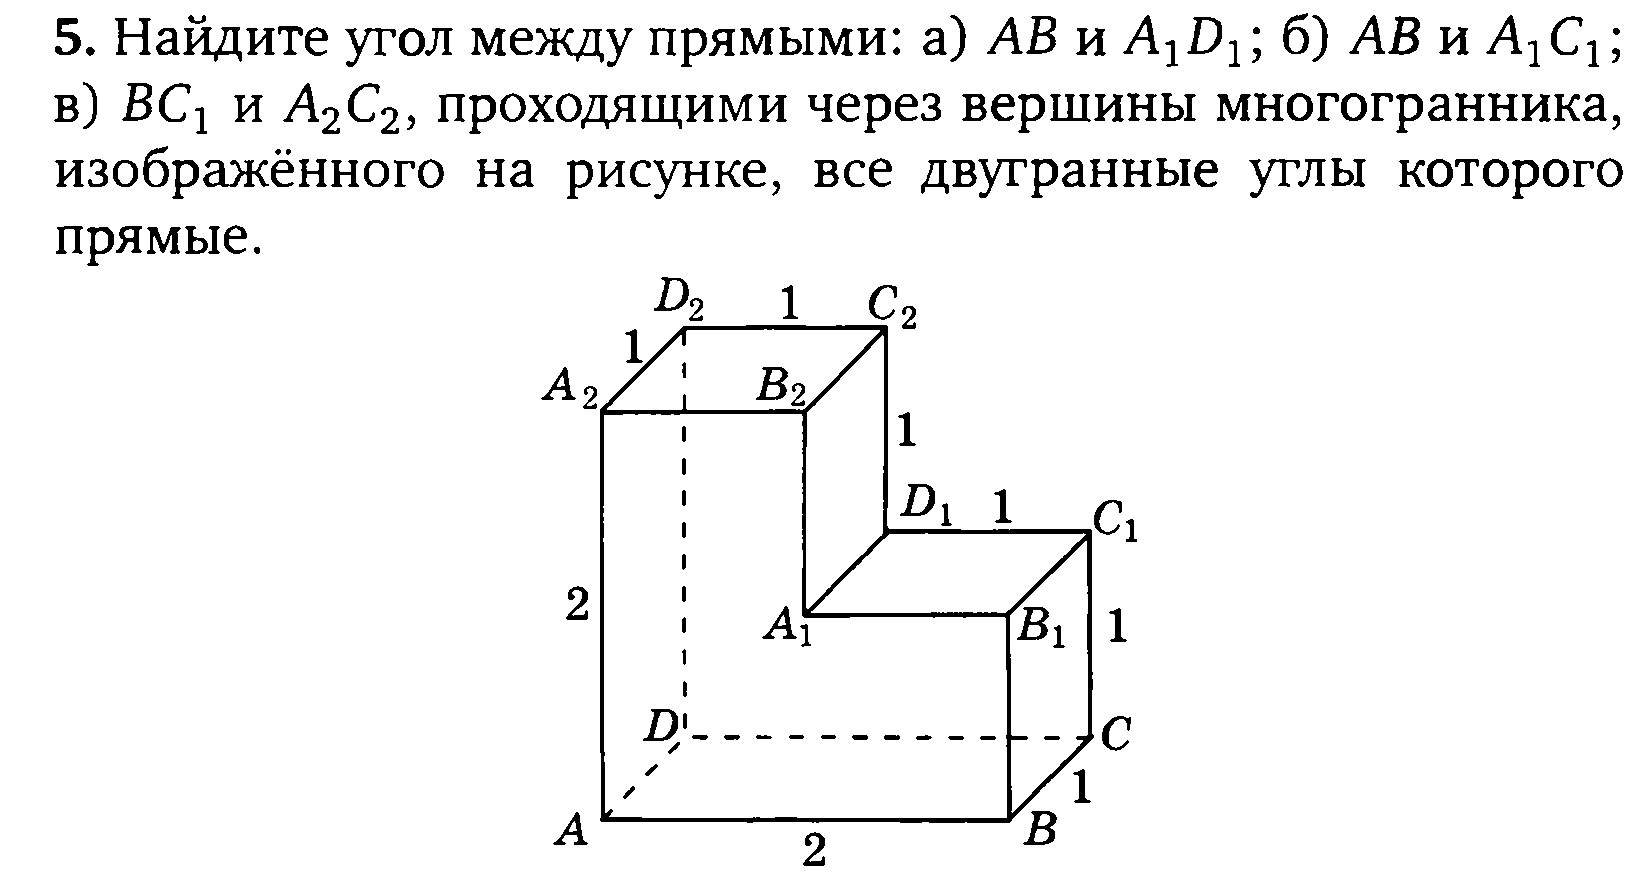 5. Найдите угол между прямыми: а) AB и A₁D₁; б) AB и A₁C₁;
в) BC₁ и A₂C₂, проходящими через вершины многогранника,
изображённого на рисунке, все двугранные углы которого
прямые.
D₂ 1 C₂
1
A₂ B₂
1
D₁ 1 C₁
2
A₁ B₁ 1
D C
1
A B
2